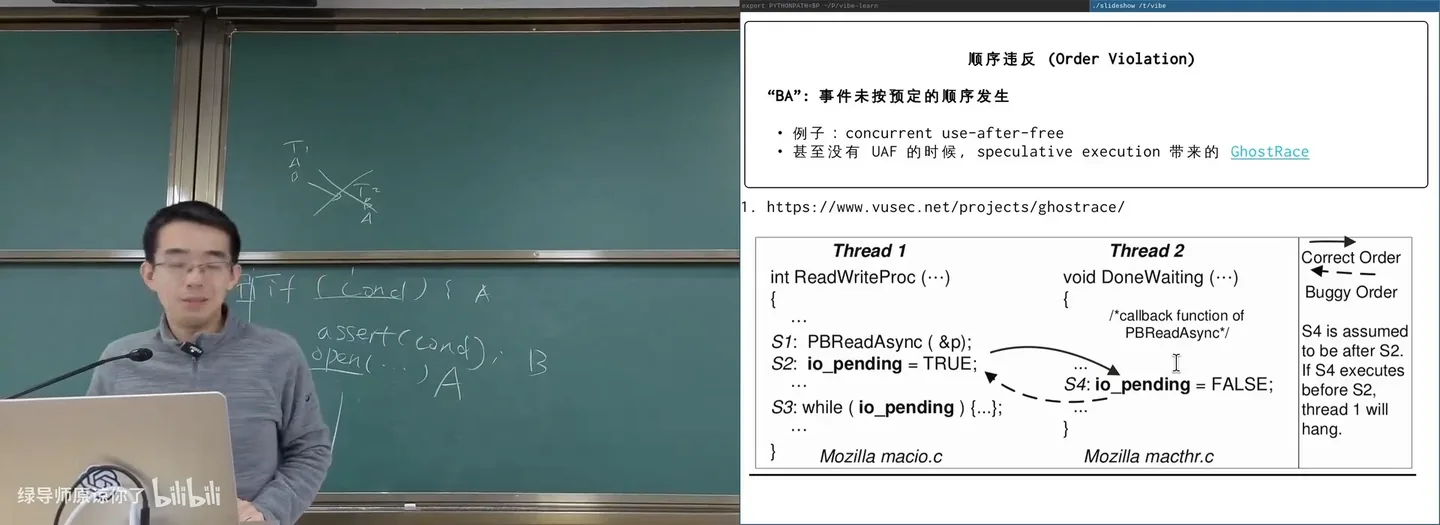 export PYTHONPATH=$P ~/P/vibe-learn
./slideshow /t/vibe
顺序违反 (Order Violation)
“BA”: 事件未按预定的顺序发生
• 例子：concurrent use-after-free
• 甚至没有 UAF 的时候, speculative execution 带来的 GhostRace
1. https://www.vusec.net/projects/ghostrace/
Thread 1
int ReadWriteProc (···)
{
···
S1: PBReadAsync ( &p);
S2: io_pending = TRUE;
···
S3: while ( io_pending ) {...};
···
}
Mozilla macio.c
Thread 2
void DoneWaiting (···)
{
/*callback function of
PBReadAsync*/
...
S4: io_pending = FALSE;
...
}
Mozilla macthr.c
Correct Order
Buggy Order
S4 is assumed
to be after S2.
If S4 executes
before S2,
thread 1 will
hang.
T1
A
B
T2
B
A
if (cond) { A
assert(cond); B
open(...) A
绿导师原谅你了 bilibili